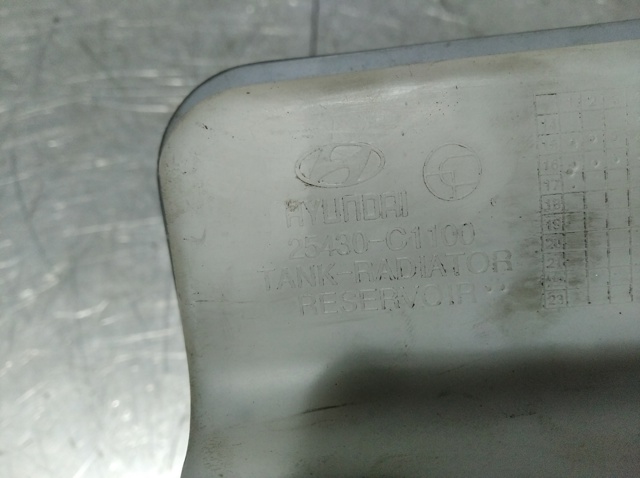 HYUNDAI
25430-C1100
TANK-RADIATOR
RESERVOIR